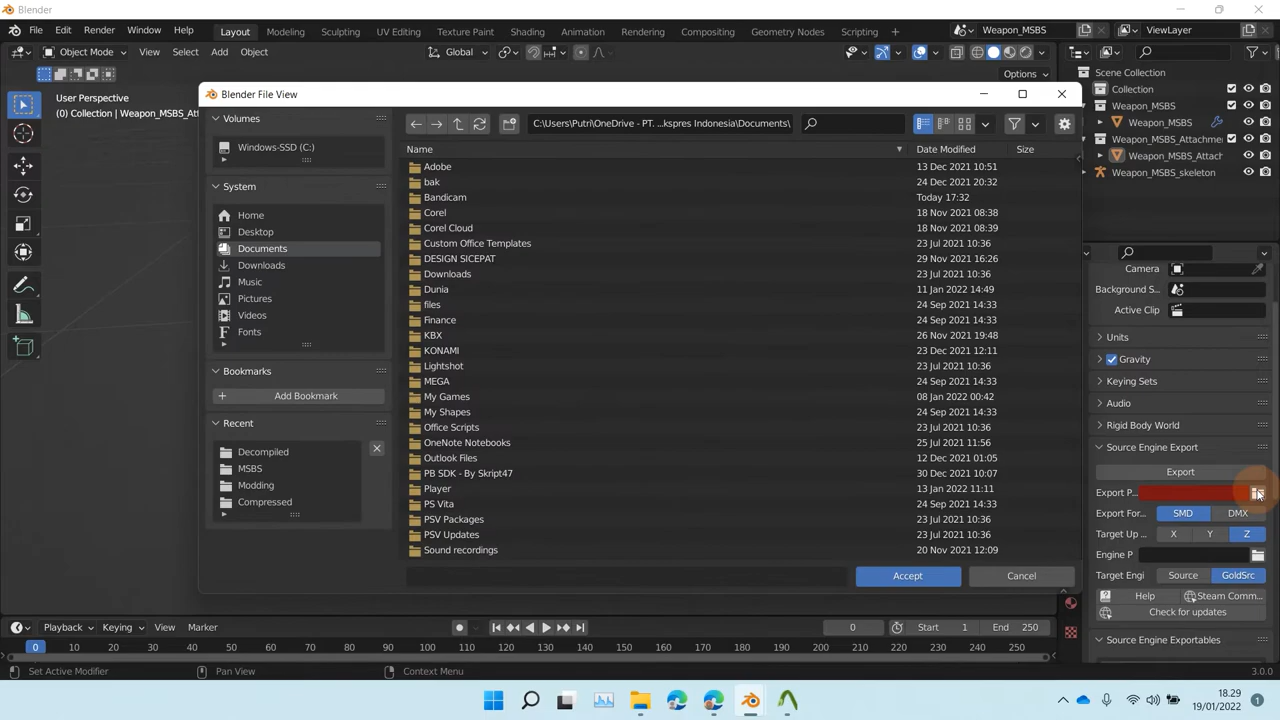 Blender
File Edit Render Window Help Layout Modeling Sculpting UV Editing Texture Paint Shading Animation Rendering Compositing Geometry Nodes Scripting + Weapon_MSBS ViewLayer
Object Mode View Select Add Object Global
Options
User Perspective
(0) Collection | Weapon_MSBS_Att
Scene Collection
Collection
Weapon_MSBS
Weapon_MSBS
Weapon_MSBS_Attachmen
Weapon_MSBS_Attach
Weapon_MSBS_skeleton
Blender File View
Volumes
Windows-SSD (C:)
System
Home
Desktop
Documents
Downloads
Music
Pictures
Videos
Fonts
Bookmarks
+ Add Bookmark
Recent
Decompiled
MSBS
Modding
Compressed
C:\Users\Putri\OneDrive - PT. ...kspres Indonesia\Documents\
Name Date Modified Size
Adobe 13 Dec 2021 10:51
bak 24 Dec 2021 20:32
Bandicam Today 17:32
Corel 18 Nov 2021 08:38
Corel Cloud 18 Nov 2021 08:39
Custom Office Templates 23 Jul 2021 10:36
DESIGN SICEPAT 29 Nov 2021 16:26
Downloads 23 Jul 2021 10:36
Dunia 11 Jan 2022 14:49
files 24 Sep 2021 14:33
Finance 24 Sep 2021 14:33
KBX 26 Nov 2021 19:48
KONAMI 23 Dec 2021 12:11
Lightshot 23 Jul 2021 10:36
MEGA 24 Sep 2021 14:33
My Games 08 Jan 2022 00:42
My Shapes 24 Sep 2021 14:33
Office Scripts 23 Jul 2021 10:36
OneNote Notebooks 25 Jul 2021 11:56
Outlook Files 12 Dec 2021 01:05
PB SDK - By Skript47 30 Dec 2021 10:07
Player 13 Jan 2022 11:11
PS Vita 24 Sep 2021 14:33
PSV Packages 23 Jul 2021 10:36
PSV Updates 23 Jul 2021 10:36
Sound recordings 20 Nov 2021 12:09
Accept Cancel
Camera
Background S...
Active Clip
Units
Gravity
Keying Sets
Audio
Rigid Body World
Source Engine Export
Export
Export P...
Export For... SMD DMX
Target Up ... X Y Z
Engine P
Target Engi Source GoldSrc
Help Steam Comm...
Check for updates
Source Engine Exportables
Playback Keying View Marker 0 Start 1 End 250
0 10 20 30 40 50 60 70 80 90 100 110 120 130 140 150 160 170 180 190 200 210 220 230 240 250
Set Active Modifier Pan View Context Menu 3.0.0
18.29
19/01/2022
1